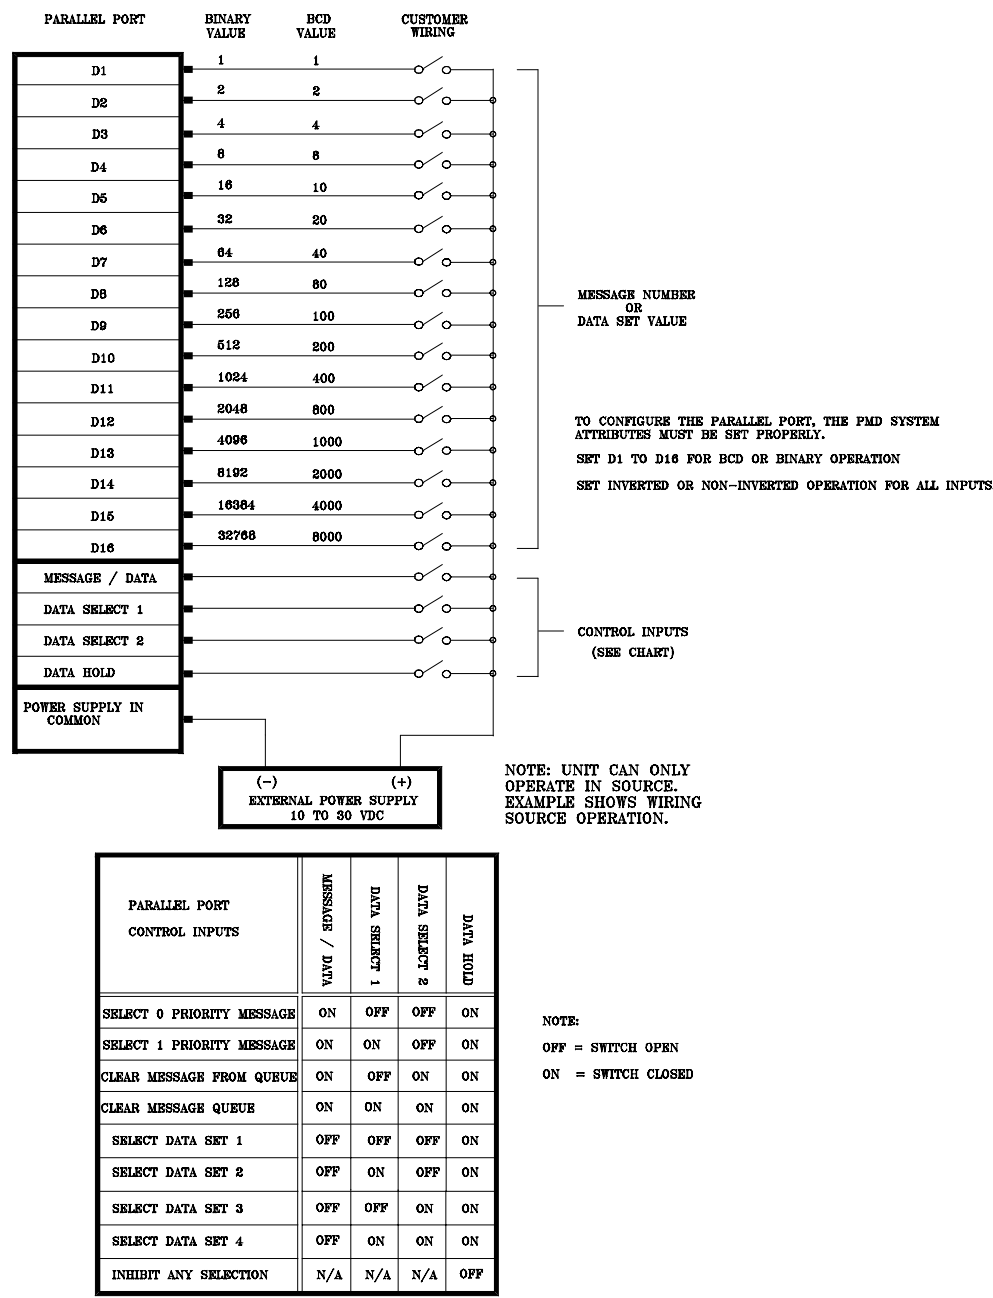 PARALLEL PORT BINARY VALUE BCD VALUE CUSTOMER WIRING
D1 1 1
D2 2 2
D3 4 4
D4 8 8
D5 16 10
D6 32 20
D7 64 40
D8 128 80
D9 256 100
D10 512 200
D11 1024 400
D12 2048 800
D13 4096 1000
D14 8192 2000
D15 16384 4000
D16 32768 8000
MESSAGE / DATA
DATA SELECT 1
DATA SELECT 2
DATA HOLD
POWER SUPPLY IN
COMMON
MESSAGE NUMBER
OR
DATA SET VALUE
TO CONFIGURE THE PARALLEL PORT, THE PMD SYSTEM
ATTRIBUTES MUST BE SET PROPERLY.
SET D1 TO D16 FOR BCD OR BINARY OPERATION
SET INVERTED OR NON-INVERTED OPERATION FOR ALL INPUTS
CONTROL INPUTS
(SEE CHART)
(-) (+)
EXTERNAL POWER SUPPLY
10 TO 30 VDC
NOTE: UNIT CAN ONLY
OPERATE IN SOURCE.
EXAMPLE SHOWS WIRING
SOURCE OPERATION.
PARALLEL PORT
CONTROL INPUTS
MESSAGE / DATA
DATA SELECT 1
DATA SELECT 2
DATA HOLD
SELECT 0 PRIORITY MESSAGE ON OFF OFF ON
SELECT 1 PRIORITY MESSAGE ON ON OFF ON
CLEAR MESSAGE FROM QUEUE ON OFF ON ON
CLEAR MESSAGE QUEUE ON ON ON ON
SELECT DATA SET 1 OFF OFF OFF ON
SELECT DATA SET 2 OFF ON OFF ON
SELECT DATA SET 3 OFF OFF ON ON
SELECT DATA SET 4 OFF ON ON ON
INHIBIT ANY SELECTION N/A N/A N/A OFF
NOTE:
OFF = SWITCH OPEN
ON = SWITCH CLOSED